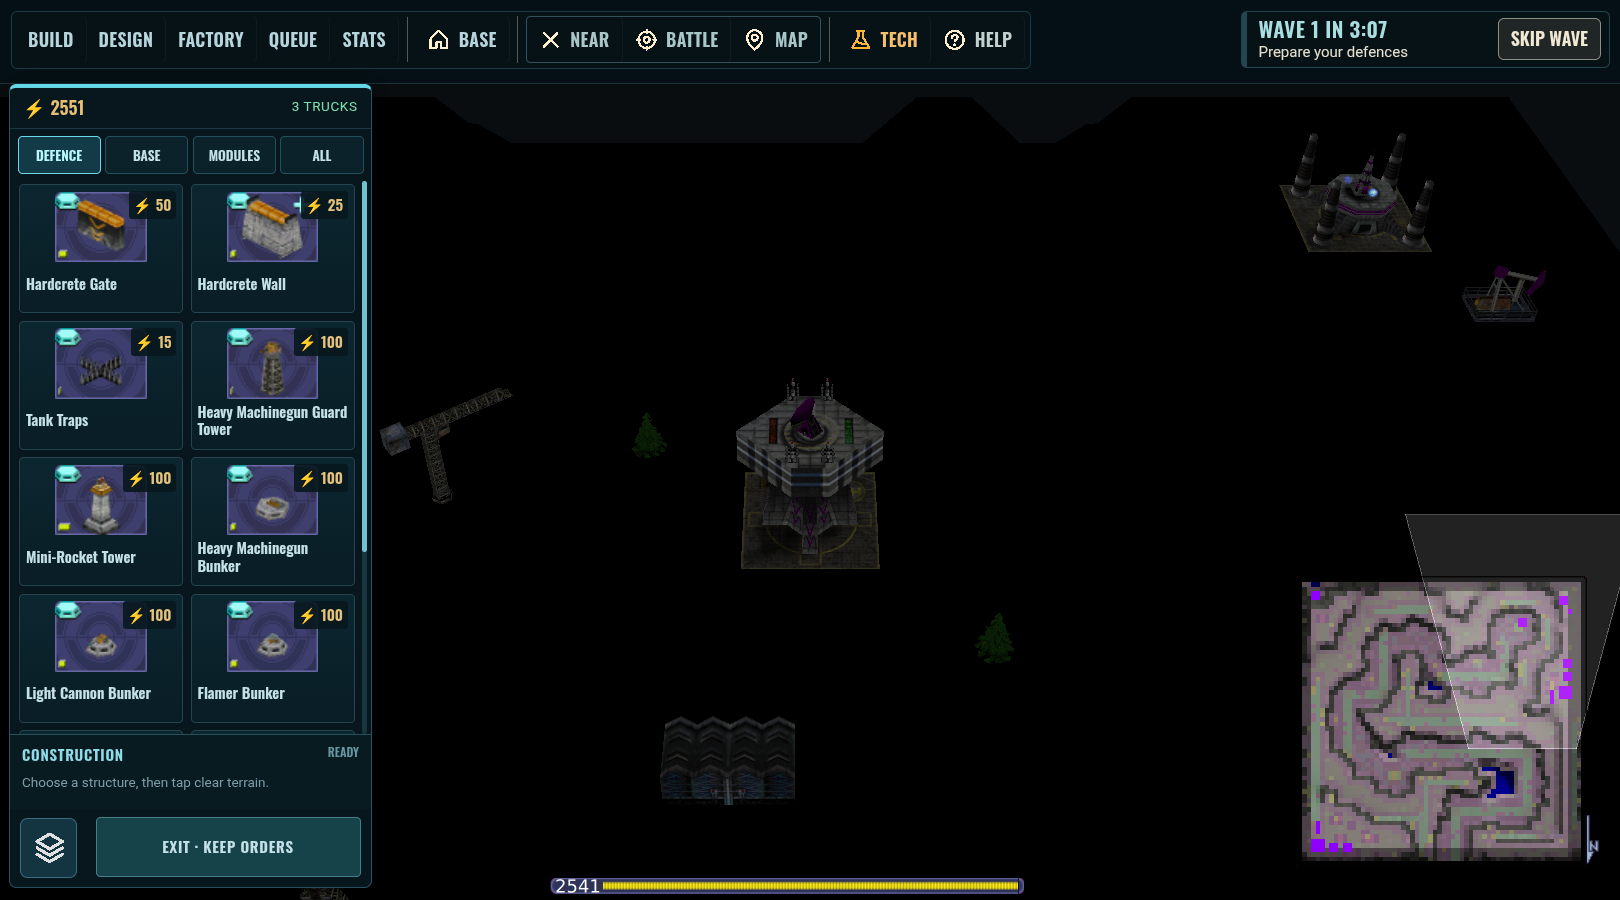 BUILD DESIGN FACTORY QUEUE STATS BASE NEAR BATTLE MAP TECH HELP
WAVE 1 IN 3:07
Prepare your defences
SKIP WAVE
2551
3 TRUCKS
DEFENCE BASE MODULES ALL
50
Hardcrete Gate
25
Hardcrete Wall
15
Tank Traps
100
Heavy Machinegun Guard
Tower
100
Mini-Rocket Tower
100
Heavy Machinegun
Bunker
100
Light Cannon Bunker
100
Flamer Bunker
CONSTRUCTION
READY
Choose a structure, then tap clear terrain.
EXIT · KEEP ORDERS
2541
N